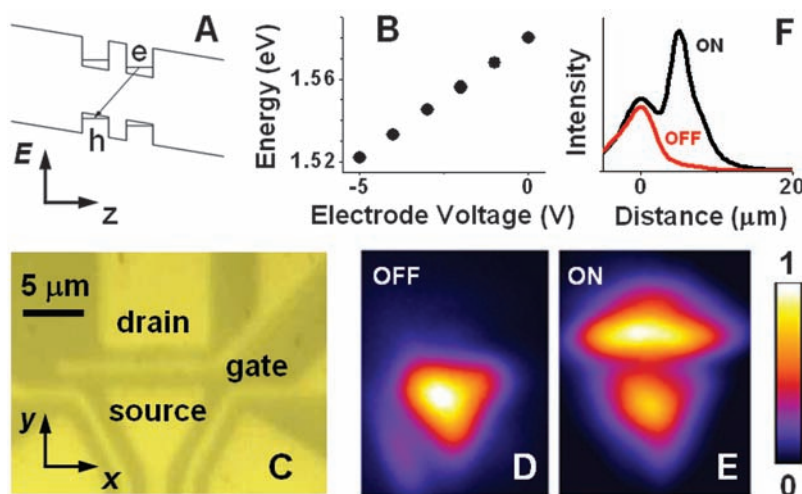 A
e
h
E
z
B
Energy (eV)
1.56
1.52
-5
0
Electrode Voltage (V)
F
ON
OFF
Intensity
0
20
Distance (μm)
5 μm
drain
gate
source
y
x
C
OFF
D
ON
E
1
0